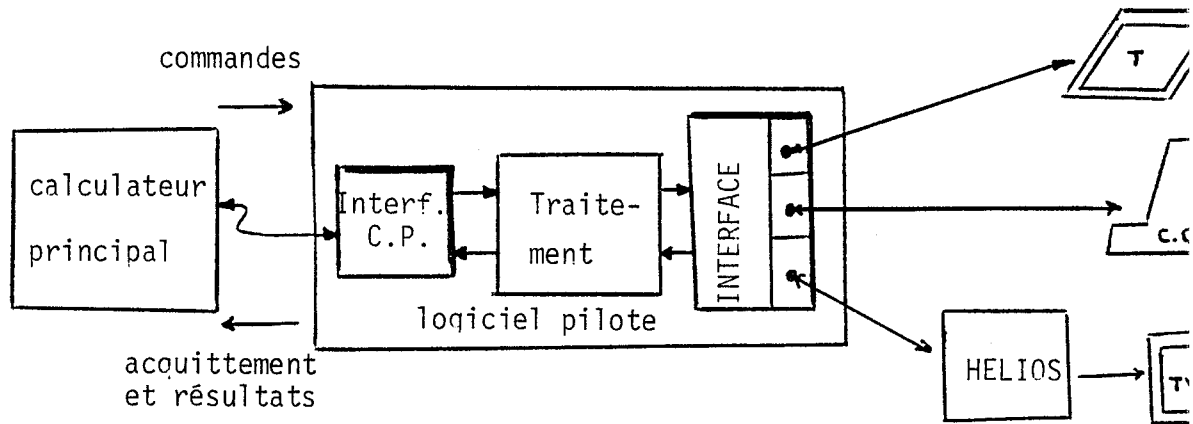 commandes
calculateur
principal
Interf.
C.P.
Traite-
ment
INTERFACE
logiciel pilote
acquittement
et résultats
T
HELIOS